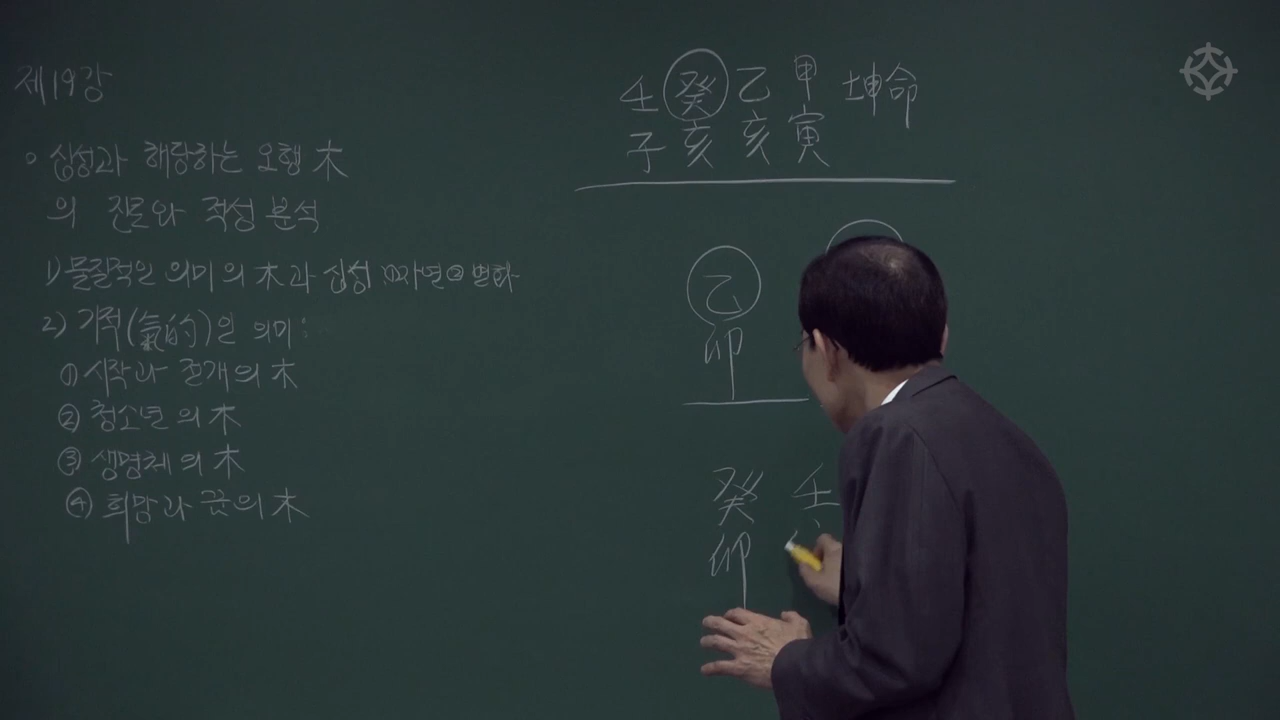 제19강
○ 십성과 해당하는 오행 木
의 진로와 적성 분석
1) 물질적인 의미의 木과 십성
2) 기적(氣的)인 의미:
① 시작과 전개의 木
② 청소년의 木
③ 생명체의 木
④ 희망과 꿈의 木
壬 癸 乙 甲 坤命
子 亥 亥 寅
乙
卯
癸 壬
卯